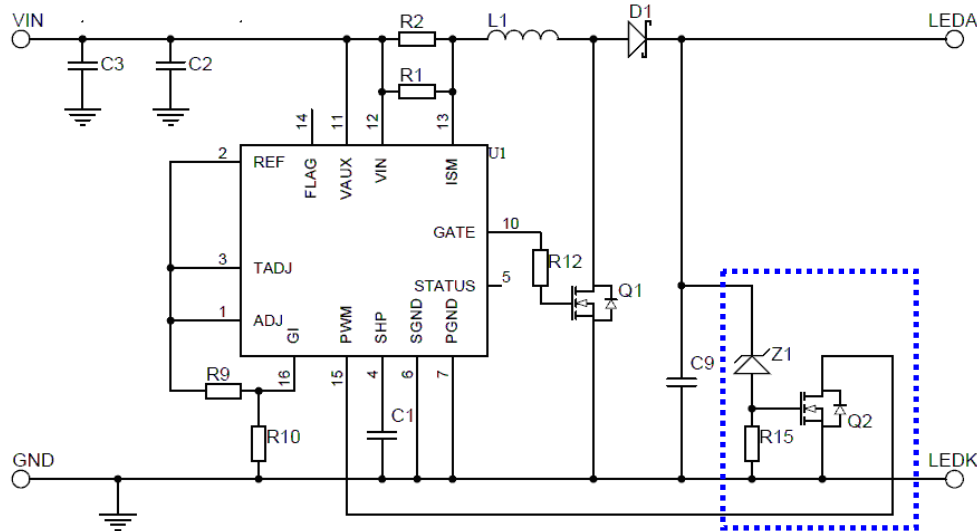 VIN
R2
L1
D1
LEDA
C3
C2
R1
14
11
12
13
U1
2
REF
FLAG
VAUX
VIN
ISM
GATE
10
3
TADJ
R12
STATUS
5
Q1
1
ADJ
GI
PWM
SHP
SGND
PGND
C9
Z1
R9
16
15
4
6
7
C1
R10
R15
Q2
GND
LEDK